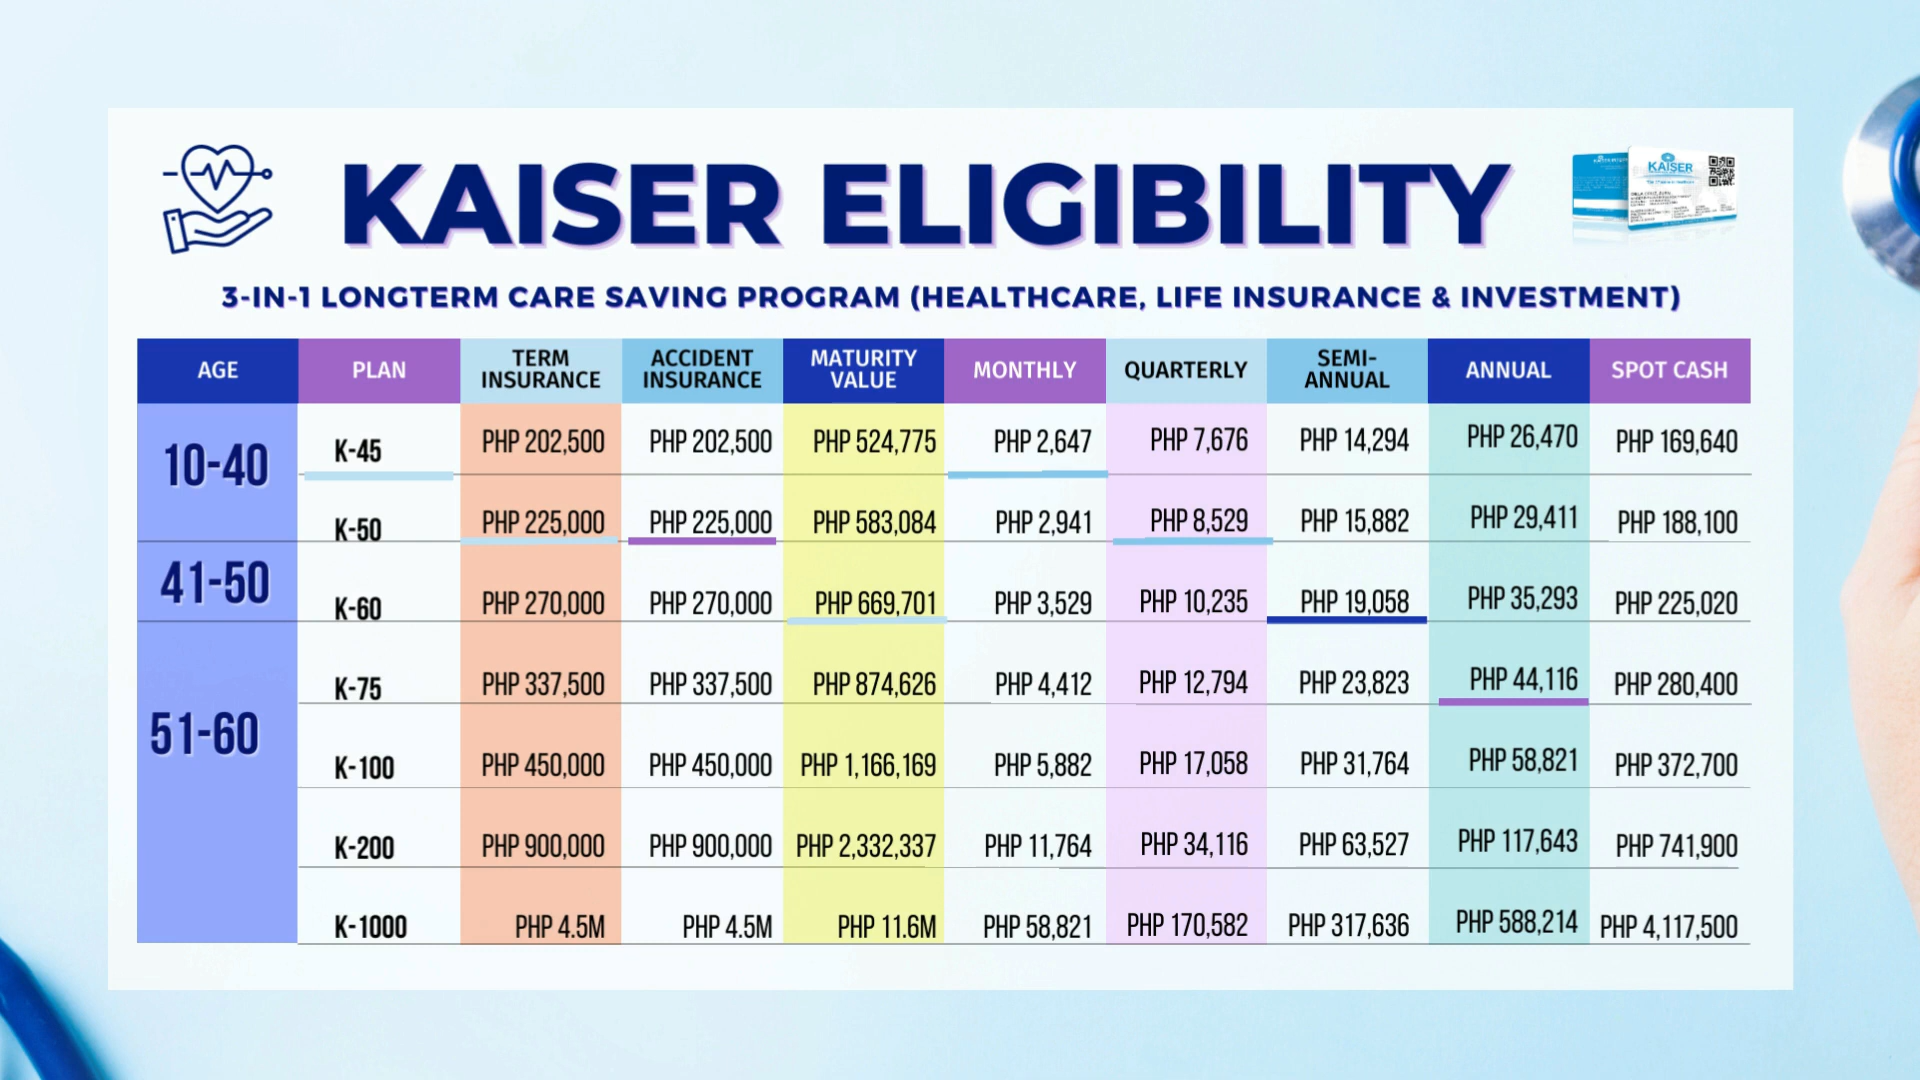 KAISER ELIGIBILITY
KAISER
3-IN-1 LONGTERM CARE SAVING PROGRAM (HEALTHCARE, LIFE INSURANCE & INVESTMENT)
AGE PLAN TERM INSURANCE ACCIDENT INSURANCE MATURITY VALUE MONTHLY QUARTERLY SEMI-ANNUAL ANNUAL SPOT CASH
10-40
K-45 PHP 202,500 PHP 202,500 PHP 524,775 PHP 2,647 PHP 7,676 PHP 14,294 PHP 26,470 PHP 169,640
K-50 PHP 225,000 PHP 225,000 PHP 583,084 PHP 2,941 PHP 8,529 PHP 15,882 PHP 29,411 PHP 188,100
41-50
K-60 PHP 270,000 PHP 270,000 PHP 669,701 PHP 3,529 PHP 10,235 PHP 19,058 PHP 35,293 PHP 225,020
51-60
K-75 PHP 337,500 PHP 337,500 PHP 874,626 PHP 4,412 PHP 12,794 PHP 23,823 PHP 44,116 PHP 280,400
K-100 PHP 450,000 PHP 450,000 PHP 1,166,169 PHP 5,882 PHP 17,058 PHP 31,764 PHP 58,821 PHP 372,700
K-200 PHP 900,000 PHP 900,000 PHP 2,332,337 PHP 11,764 PHP 34,116 PHP 63,527 PHP 117,643 PHP 741,900
K-1000 PHP 4.5M PHP 4.5M PHP 11.6M PHP 58,821 PHP 170,582 PHP 317,636 PHP 588,214 PHP 4,117,500